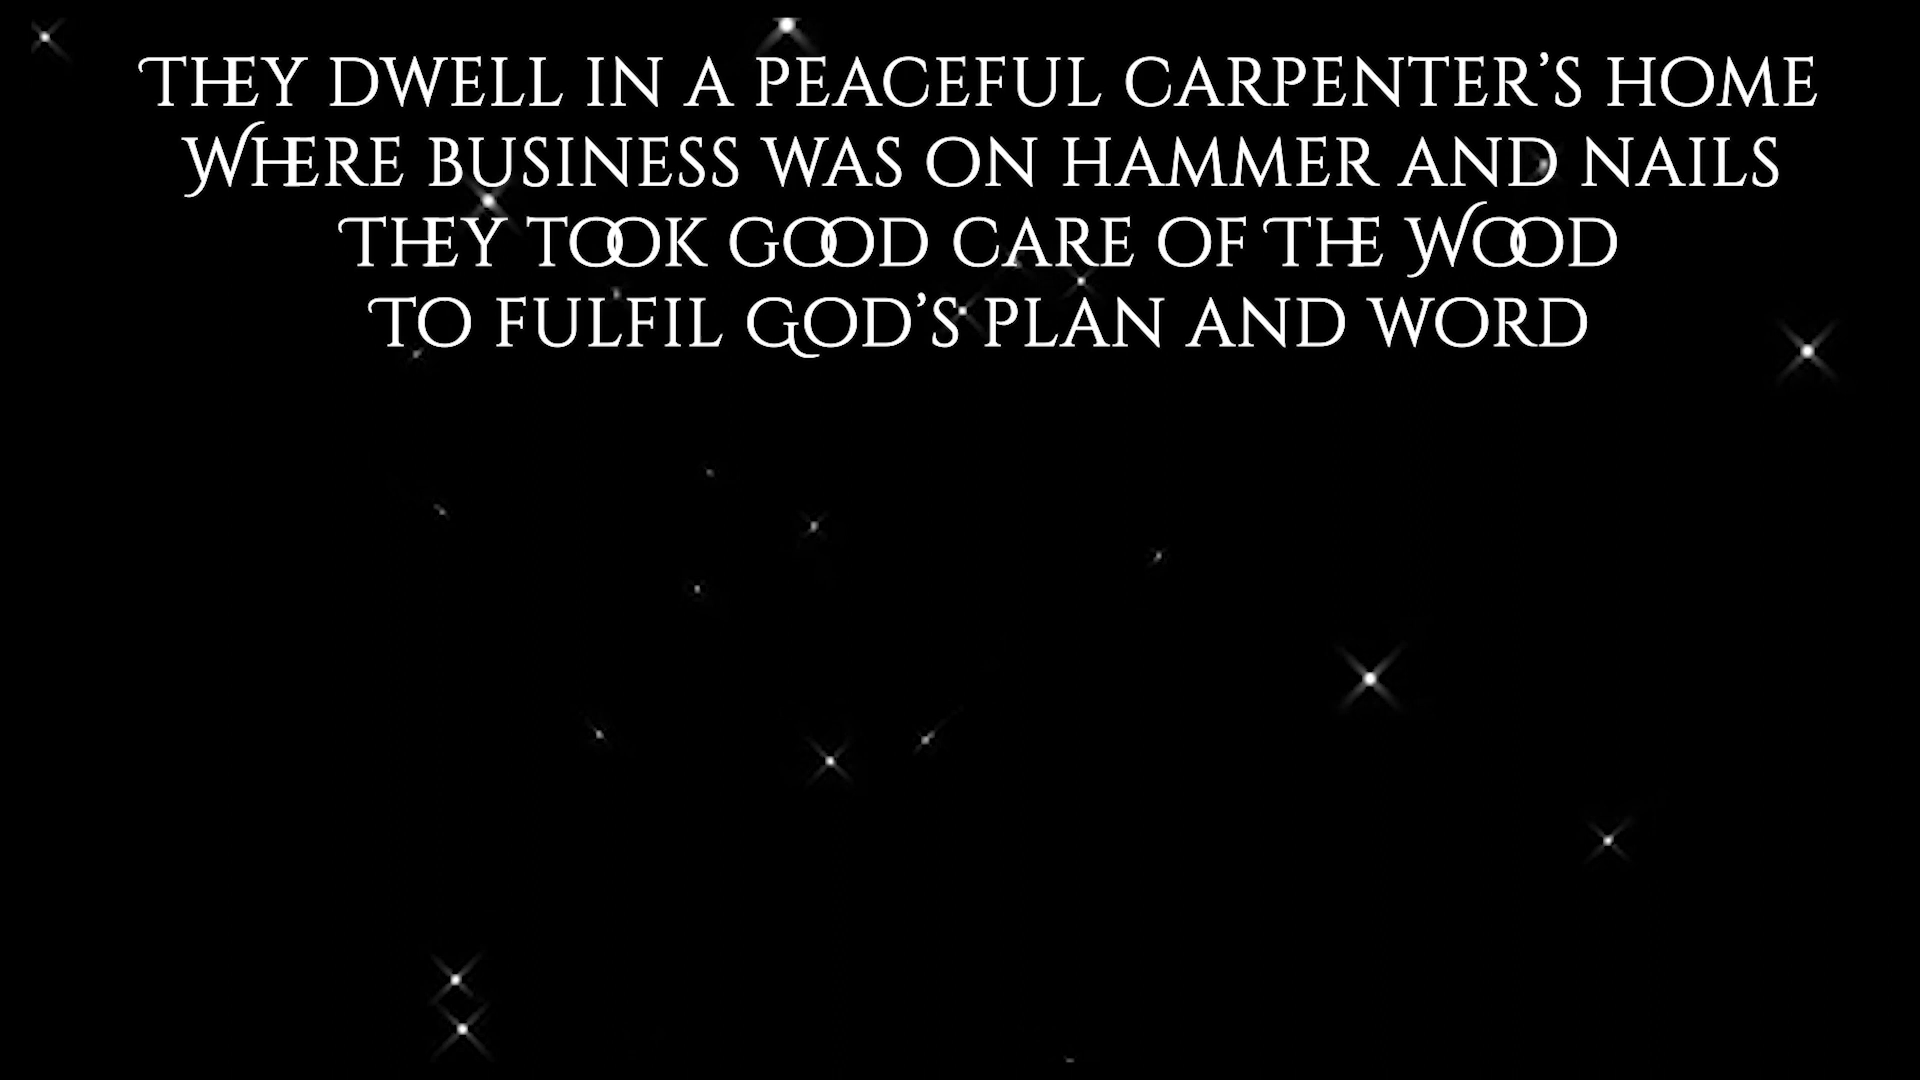 They dwell in a peaceful carpenter's home
Where business was on hammer and nails
They took good care of the wood
To fulfil God's plan and word